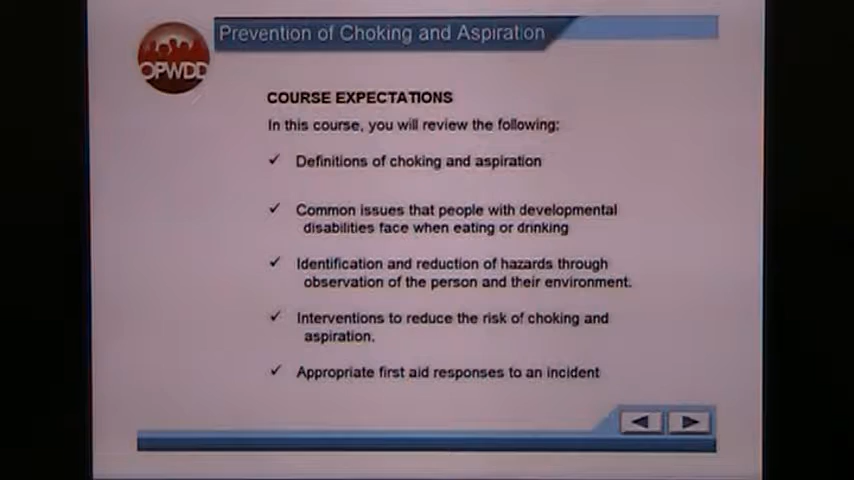 Prevention of Choking and Aspiration
OPWDD
COURSE EXPECTATIONS
In this course, you will review the following:
✓ Definitions of choking and aspiration
✓ Common issues that people with developmental
disabilities face when eating or drinking
✓ Identification and reduction of hazards through
observation of the person and their environment.
✓ Interventions to reduce the risk of choking and
aspiration.
✓ Appropriate first aid responses to an incident